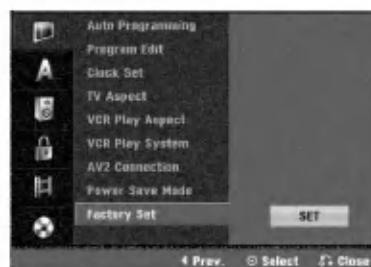 Auto Programming
Program Edit
Clock Set
TV Aspect
VCR Play Aspect
VCR Play System
AV2 Connection
Power Save Mode
Factory Set
SET
A
Prev. Select Close